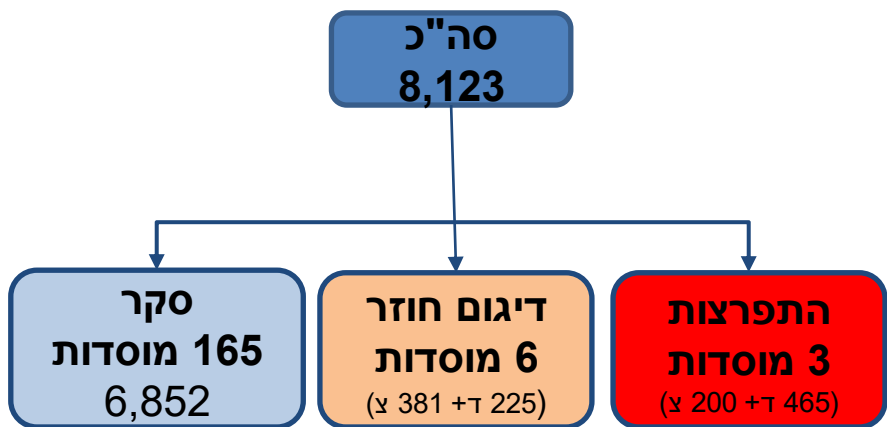 סה"כ
8,123
התפרצות
3 מוסדות
(465 ד+ 200 צ)
דיגום חוזר
6 מוסדות
(225 ד+ 381 צ)
סקר
165 מוסדות
6,852